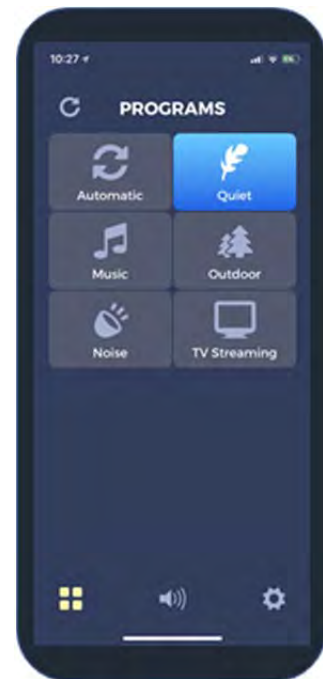 10:27
PROGRAMS
Automatic
Quiet
Music
Outdoor
Noise
TV Streaming